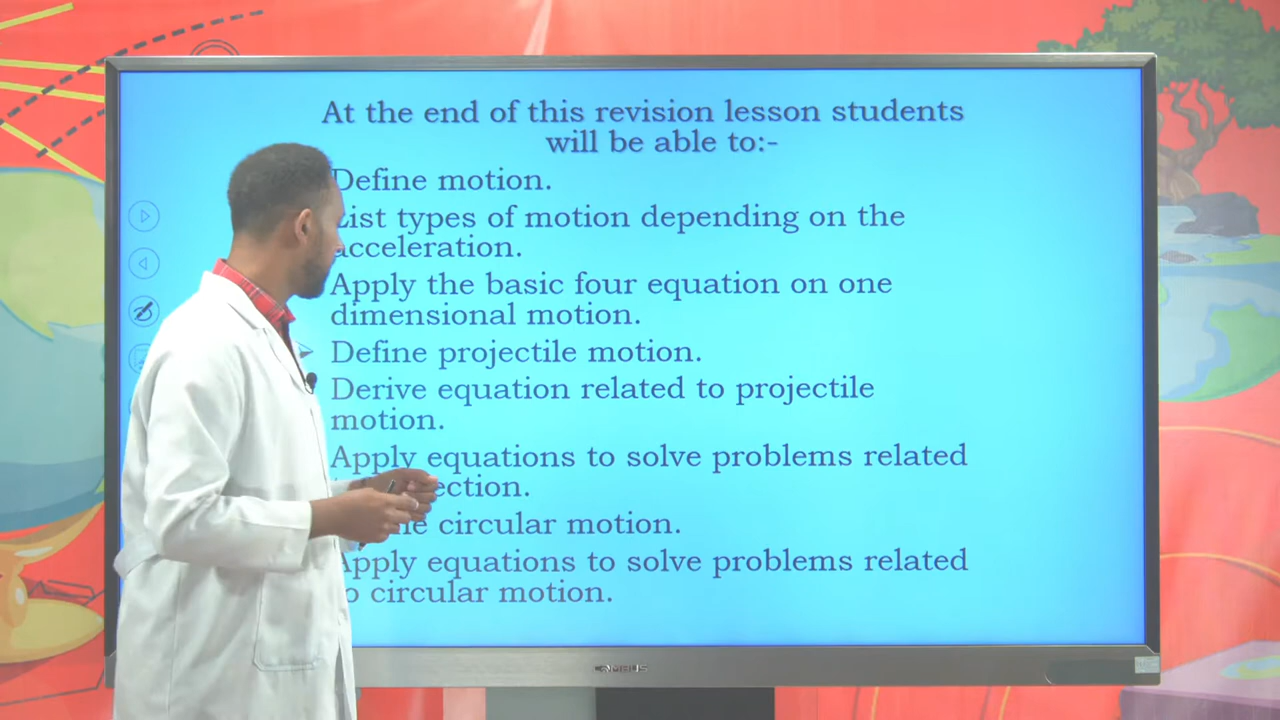 At the end of this revision lesson students
will be able to:-
Define motion.
List types of motion depending on the
acceleration.
Apply the basic four equation on one
dimensional motion.
Define projectile motion.
Derive equation related to projectile
motion.
Apply equations to solve problems related
circular motion.
Apply equations to solve problems related
circular motion.